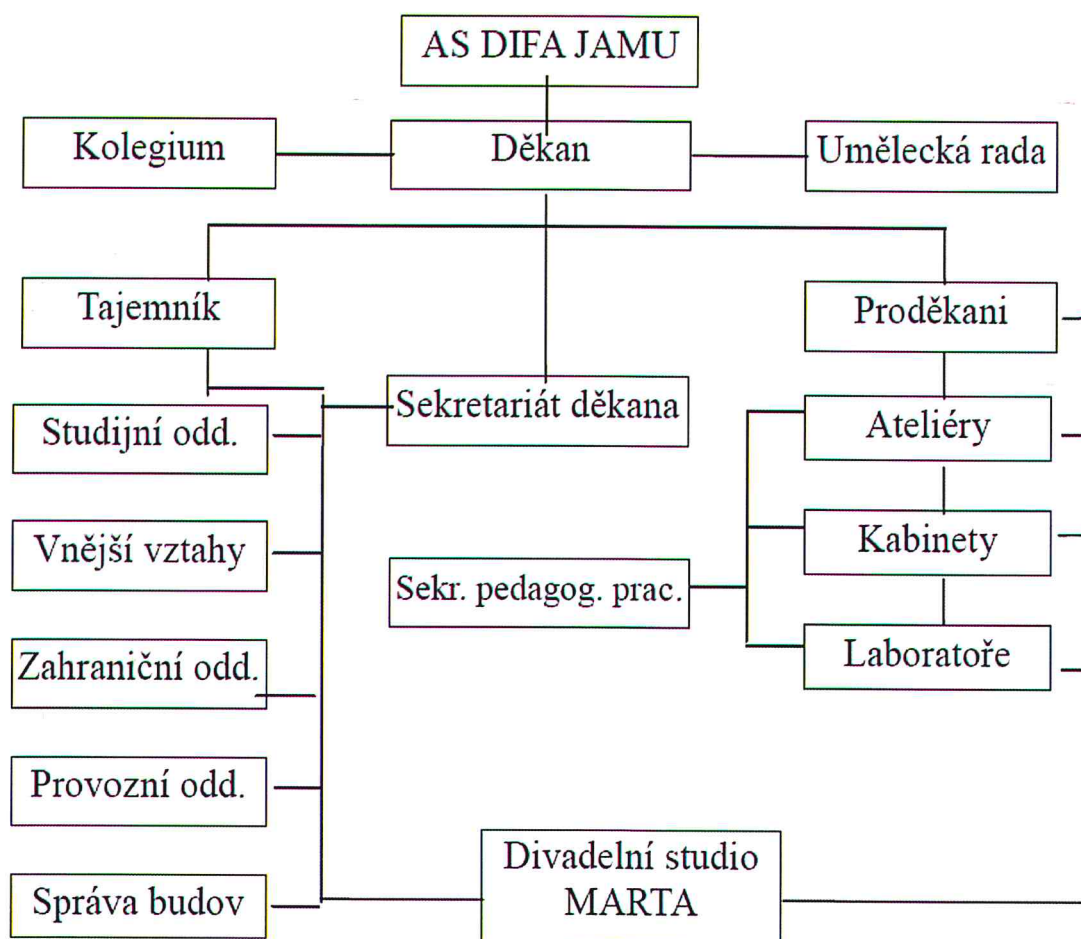 AS DIFA JAMU
Kolegium
Děkan
Umělecká rada
Tajemník
Proděkani
Sekretariát děkana
Studijní odd.
Ateliéry
Vnější vztahy
Kabinety
Sekr. pedagog. prac.
Zahraniční odd.
Laboratoře
Provozní odd.
Divadelní studio
MARTA
Správa budov